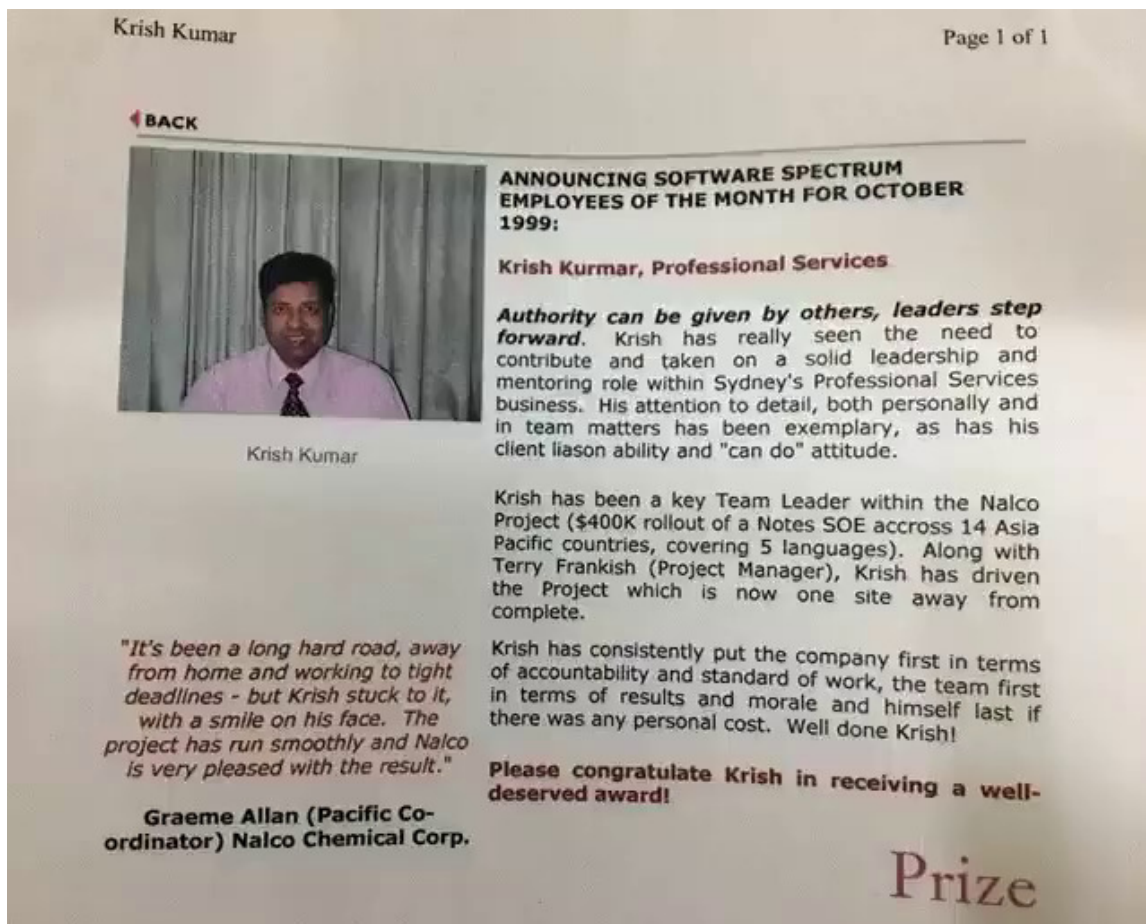 Krish Kumar
Page 1 of 1
BACK
Krish Kumar
ANNOUNCING SOFTWARE SPECTRUM
EMPLOYEES OF THE MONTH FOR OCTOBER
1999:
Krish Kurmar, Professional Services
Authority can be given by others, leaders step
forward. Krish has really seen the need to
contribute and taken on a solid leadership and
mentoring role within Sydney's Professional Services
business. His attention to detail, both personally and
in team matters has been exemplary, as has his
client liason ability and "can do" attitude.
Krish has been a key Team Leader within the Nalco
Project ($400K rollout of a Notes SOE accross 14 Asia
Pacific countries, covering 5 languages). Along with
Terry Frankish (Project Manager), Krish has driven
the Project which is now one site away from
complete.
"It's been a long hard road, away
from home and working to tight
deadlines - but Krish stuck to it,
with a smile on his face. The
project has run smoothly and Nalco
is very pleased with the result."
Graeme Allan (Pacific Co-
ordinator) Nalco Chemical Corp.
Krish has consistently put the company first in terms
of accountability and standard of work, the team first
in terms of results and morale and himself last if
there was any personal cost. Well done Krish!
Please congratulate Krish in receiving a well-
deserved award!
Prize